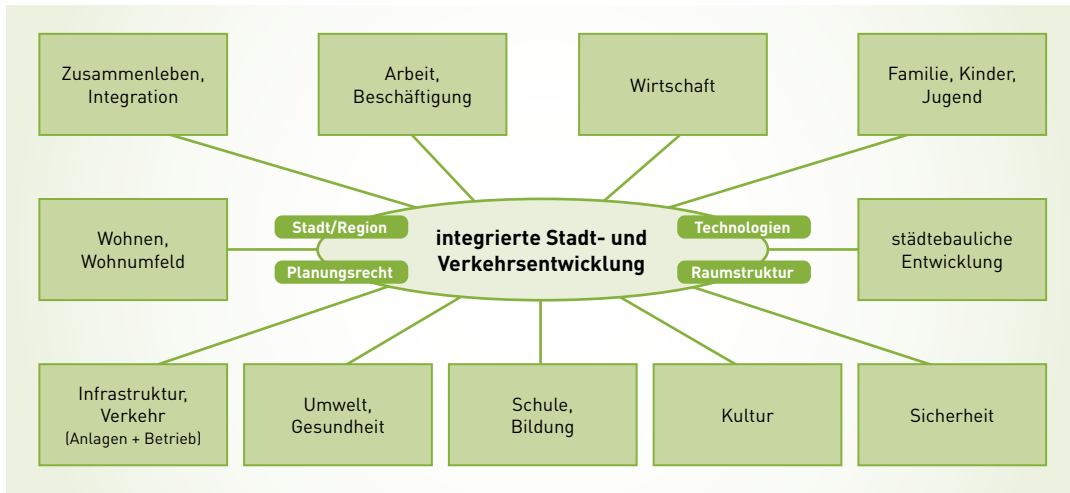 Zusammenleben,
Integration
Arbeit,
Beschäftigung
Wirtschaft
Familie, Kinder,
Jugend
Wohnen,
Wohnumfeld
Stadt/Region
Planungsrecht
integrierte Stadt- und
Verkehrsentwicklung
Technologien
Raumstruktur
städtebauliche
Entwicklung
Infrastruktur,
Verkehr
(Anlagen + Betrieb)
Umwelt,
Gesundheit
Schule,
Bildung
Kultur
Sicherheit